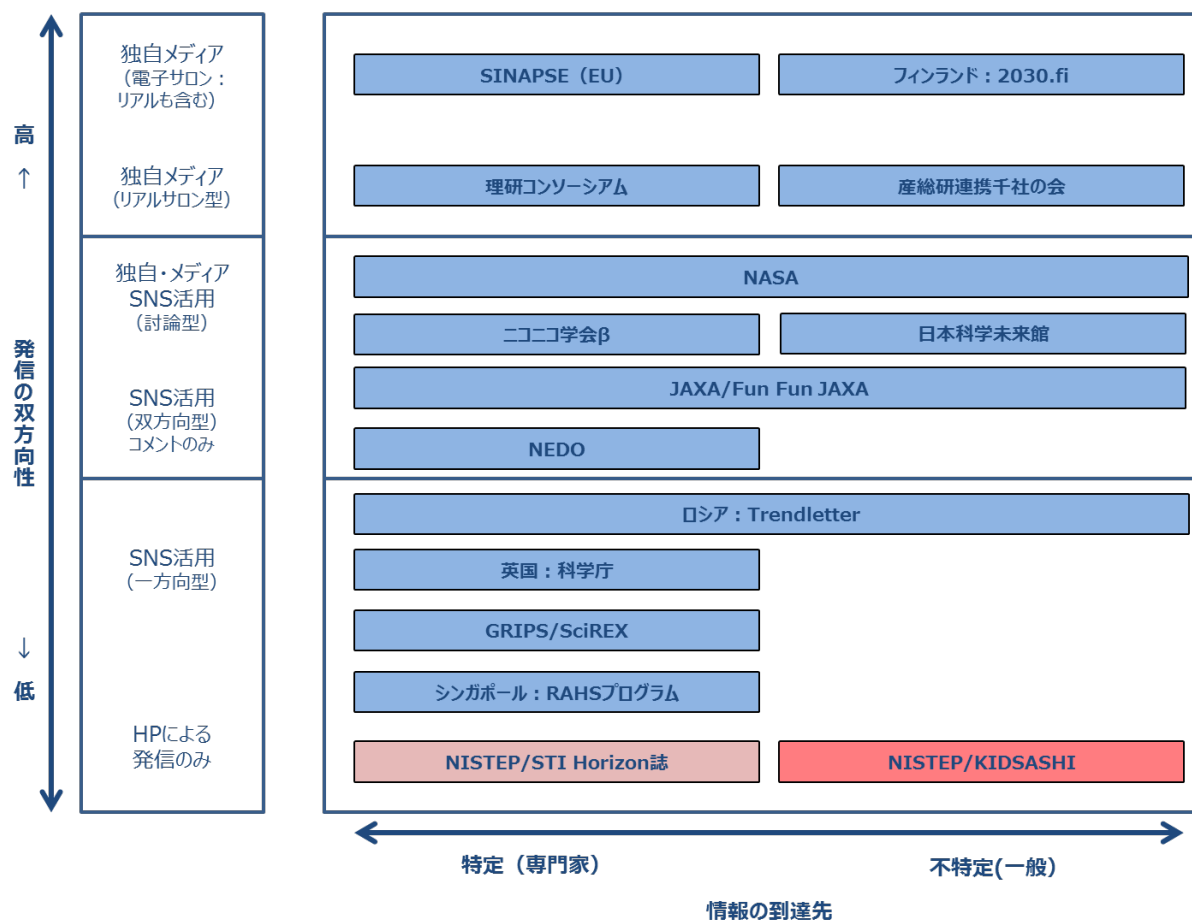 高
↑
発信の双方向性
↓
低
独自メディア
（電子サロン：
リアルも含む）
SINAPSE（EU）
フィンランド：2030.fi
独自メディア
（リアルサロン型）
理研コンソーシアム
産総研連携千社の会
独自・メディア
SNS活用
（討論型）
NASA
ニコニコ学会β
日本科学未来館
SNS活用
（双方向型）
コメントのみ
JAXA/Fun Fun JAXA
NEDO
SNS活用
（一方向型）
ロシア：Trendletter
英国：科学庁
GRIPS/SciREX
シンガポール：RAHSプログラム
HPによる
発信のみ
NISTEP/STI Horizon誌
NISTEP/KIDSASHI
特定（専門家）
不特定(一般）
情報の到達先